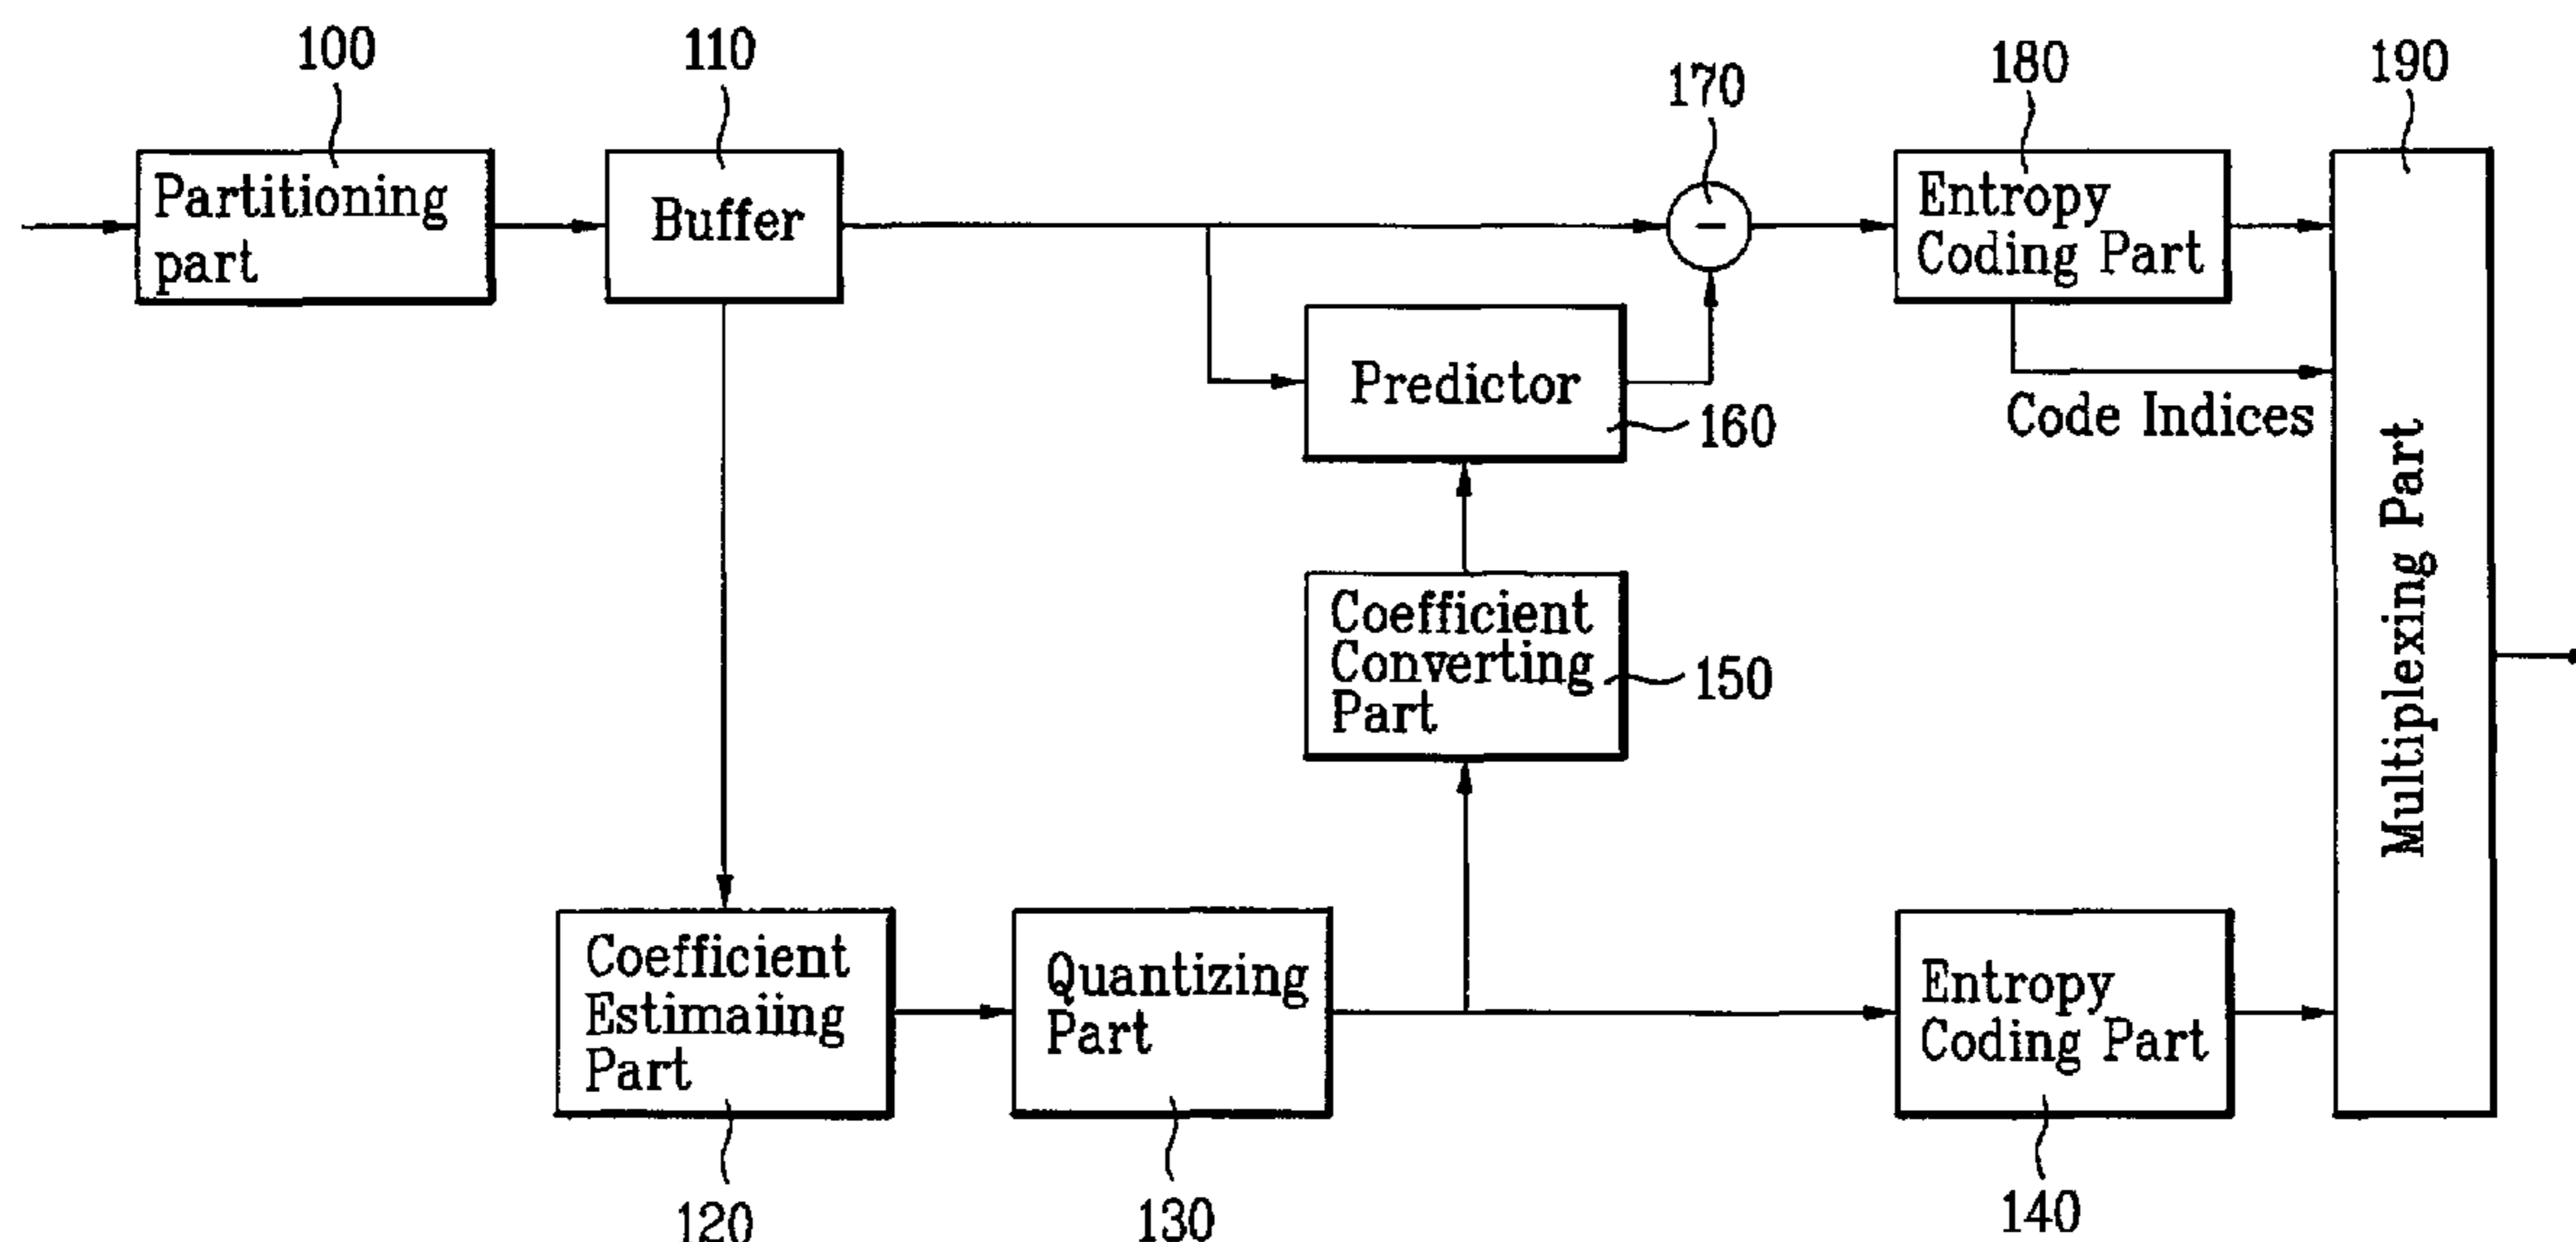 100
110
170
180
190
Partitioning
part
Buffer
Entropy
Coding Part
Predictor
160
Code Indices
Coefficient
Converting
Part
150
Multiplexing Part
Coefficient
Estimaiing
Part
Quantizing
Part
Entropy
Coding Part
120
130
140